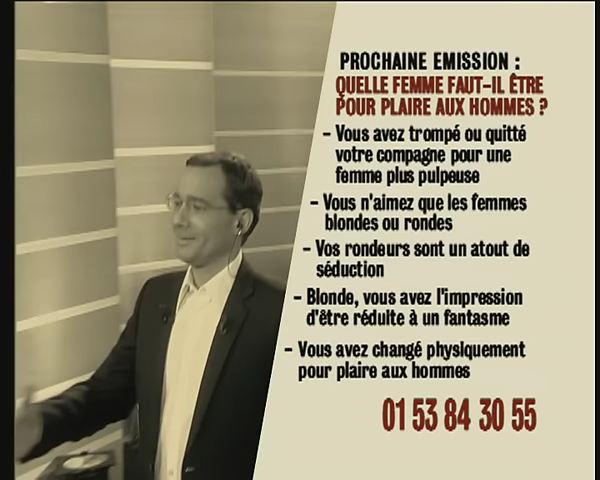 PROCHAINE EMISSION :
QUELLE FEMME FAUT-IL ÊTRE
POUR PLAIRE AUX HOMMES ?
- Vous avez trompé ou quitté
votre compagne pour une
femme plus pulpeuse
- Vous n'aimez que les femmes
blondes ou rondes
- Vos rondeurs sont un atout de
séduction
- Blonde, vous avez l'impression
d'être réduite à un fantasme
- Vous avez changé physiquement
pour plaire aux hommes
01 53 84 30 55